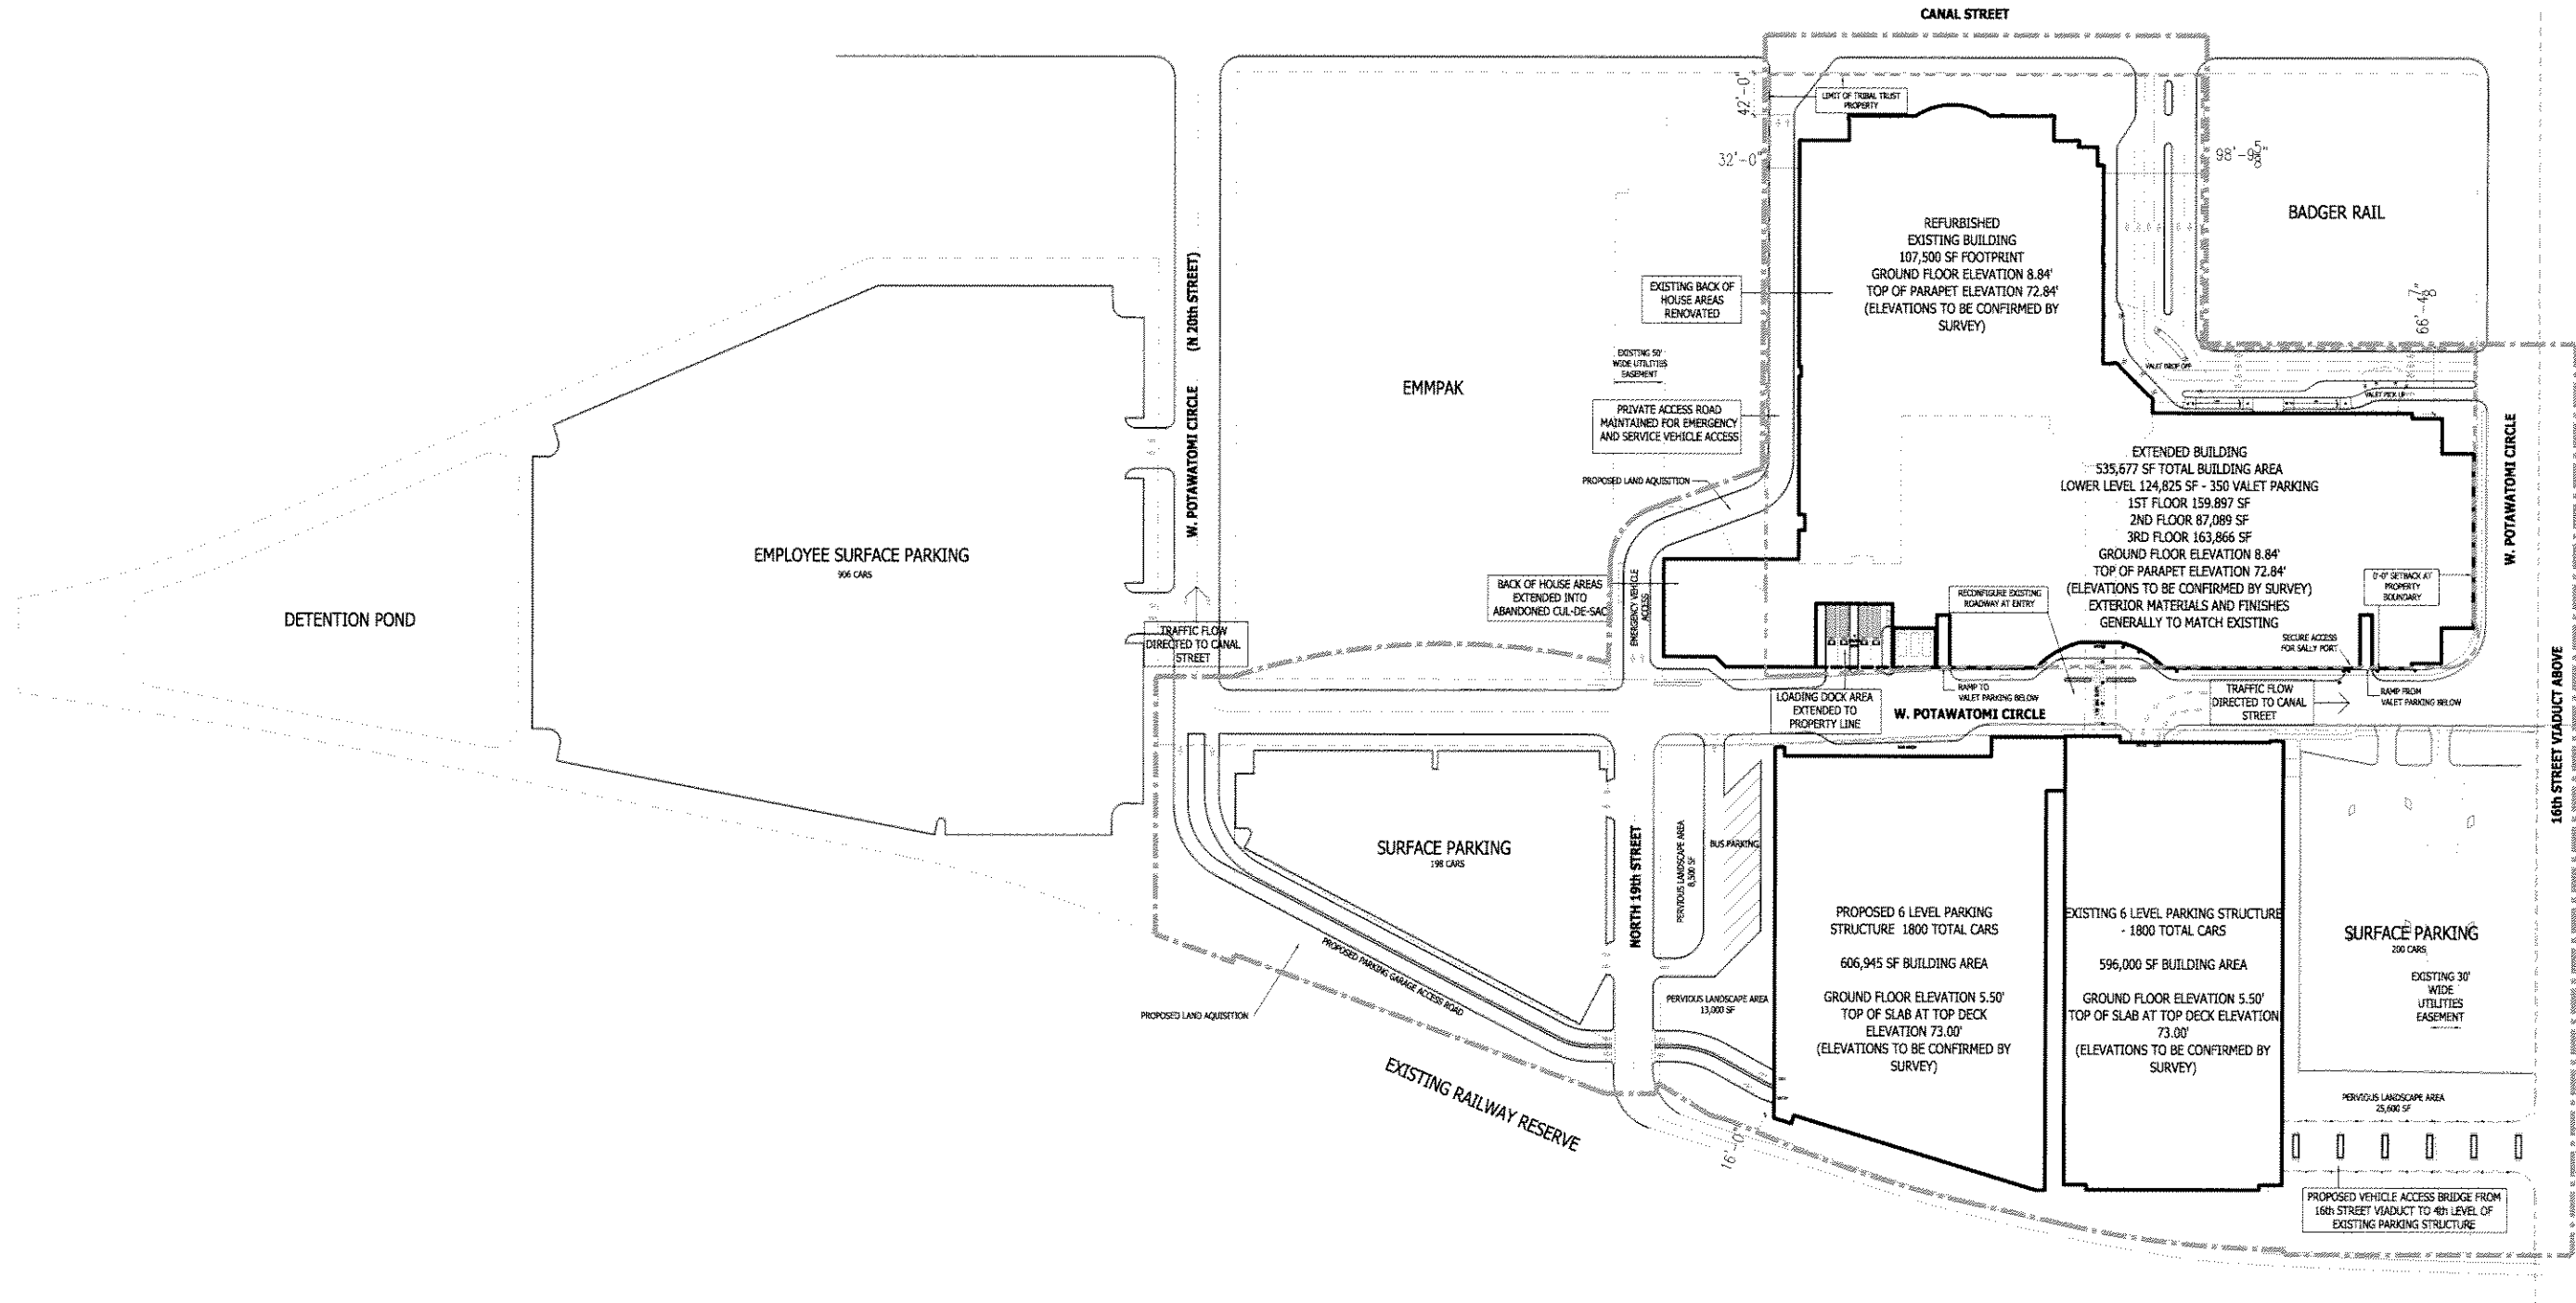 CANAL STREET
42'-0"
LIMIT OF TRIBAL TRUST
PROPERTY
32'-0"
98'-9 5/8"
REFURBISHED
EXISTING BUILDING
107,500 SF FOOTPRINT
GROUND FLOOR ELEVATION 8.84'
TOP OF PARAPET ELEVATION 72.84'
(ELEVATIONS TO BE CONFIRMED BY
SURVEY)
BADGER RAIL
66'-4 7/8"
W. POTAWATOMI CIRCLE (N 20th STREET)
EXISTING BACK OF
HOUSE AREAS
RENOVATED
EXISTING 50'
WIDE UTILITIES
EASEMENT
VALET DROP OFF
VALET PICK UP
EMMPAK
PRIVATE ACCESS ROAD
MAINTAINED FOR EMERGENCY
AND SERVICE VEHICLE ACCESS
PROPOSED LAND AQUISITION
EXTENDED BUILDING
535,677 SF TOTAL BUILDING AREA
LOWER LEVEL 124,825 SF - 350 VALET PARKING
1ST FLOOR 159.897 SF
2ND FLOOR 87,089 SF
3RD FLOOR 163,866 SF
GROUND FLOOR ELEVATION 8.84'
TOP OF PARAPET ELEVATION 72.84'
(ELEVATIONS TO BE CONFIRMED BY SURVEY)
EXTERIOR MATERIALS AND FINISHES
GENERALLY TO MATCH EXISTING
W. POTAWATOMI CIRCLE
0'-0" SETBACK AT
PROPERTY
BOUNDARY
EMPLOYEE SURFACE PARKING
906 CARS
DETENTION POND
BACK OF HOUSE AREAS
EXTENDED INTO
ABANDONED CUL-DE-SAC
EMERGENCY VEHICLE
ACCESS
RECONFIGURE EXISTING
ROADWAY AT ENTRY
SECURE ACCESS
FOR SALLY PORT
TRAFFIC FLOW
DIRECTED TO CANAL
STREET
LOADING DOCK AREA
EXTENDED TO
PROPERTY LINE
RAMP TO
VALET PARKING BELOW
W. POTAWATOMI CIRCLE
TRAFFIC FLOW
DIRECTED TO CANAL
STREET
RAMP FROM
VALET PARKING BELOW
16th STREET VIADUCT ABOVE
SURFACE PARKING
198 CARS
NORTH 19th STREET
PERVIOUS LANDSCAPE AREA
8,500 SF
BUS PARKING
PROPOSED PARKING GARAGE ACCESS ROAD
PROPOSED LAND AQUISITION
PERVIOUS LANDSCAPE AREA
13,000 SF
PROPOSED 6 LEVEL PARKING
STRUCTURE 1800 TOTAL CARS
606,945 SF BUILDING AREA
GROUND FLOOR ELEVATION 5.50'
TOP OF SLAB AT TOP DECK
ELEVATION 73.00'
(ELEVATIONS TO BE CONFIRMED BY
SURVEY)
EXISTING 6 LEVEL PARKING STRUCTURE
- 1800 TOTAL CARS
596,000 SF BUILDING AREA
GROUND FLOOR ELEVATION 5.50'
TOP OF SLAB AT TOP DECK ELEVATION
73.00'
(ELEVATIONS TO BE CONFIRMED BY
SURVEY)
SURFACE PARKING
200 CARS
EXISTING 30'
WIDE
UTILITIES
EASEMENT
EXISTING RAILWAY RESERVE
16'-0"
PERVIOUS LANDSCAPE AREA
25,600 SF
PROPOSED VEHICLE ACCESS BRIDGE FROM
16th STREET VIADUCT TO 4th LEVEL OF
EXISTING PARKING STRUCTURE